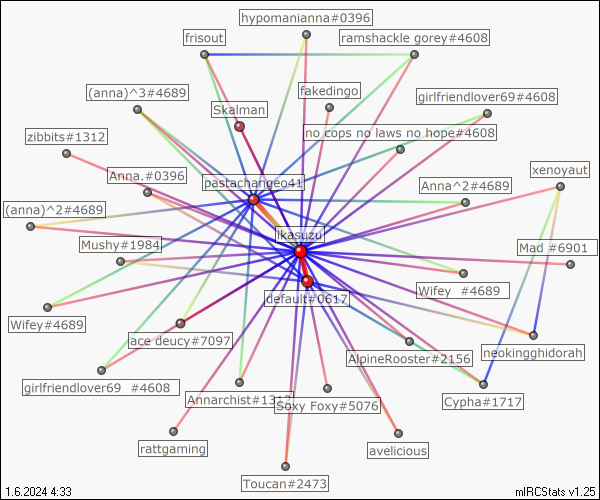 hypomanianna#0396
frisout
ramshackle gorey#4608
(anna)^3#4689
fakedingo
girlfriendlover69#4608
Skalman
zibbits#1312
no cops no laws no hope#4608
xenoyaut
Anna.#0396
pastachangeo41
Anna^2#4689
(anna)^2#4689
ikasuzu
Mushy#1984
Mad #6901
Wifey #4689
default#0617
Wifey#4689
ace deucy#7097
AlpineRooster#2156
neokingghidorah
girlfriendlover69 #4608
Annarchist#1312
Soxy Foxy#5076
Cypha#1717
rattgaming
avelicious
Toucan#2473
1.6.2024 4:33
mIRCStats v1.25